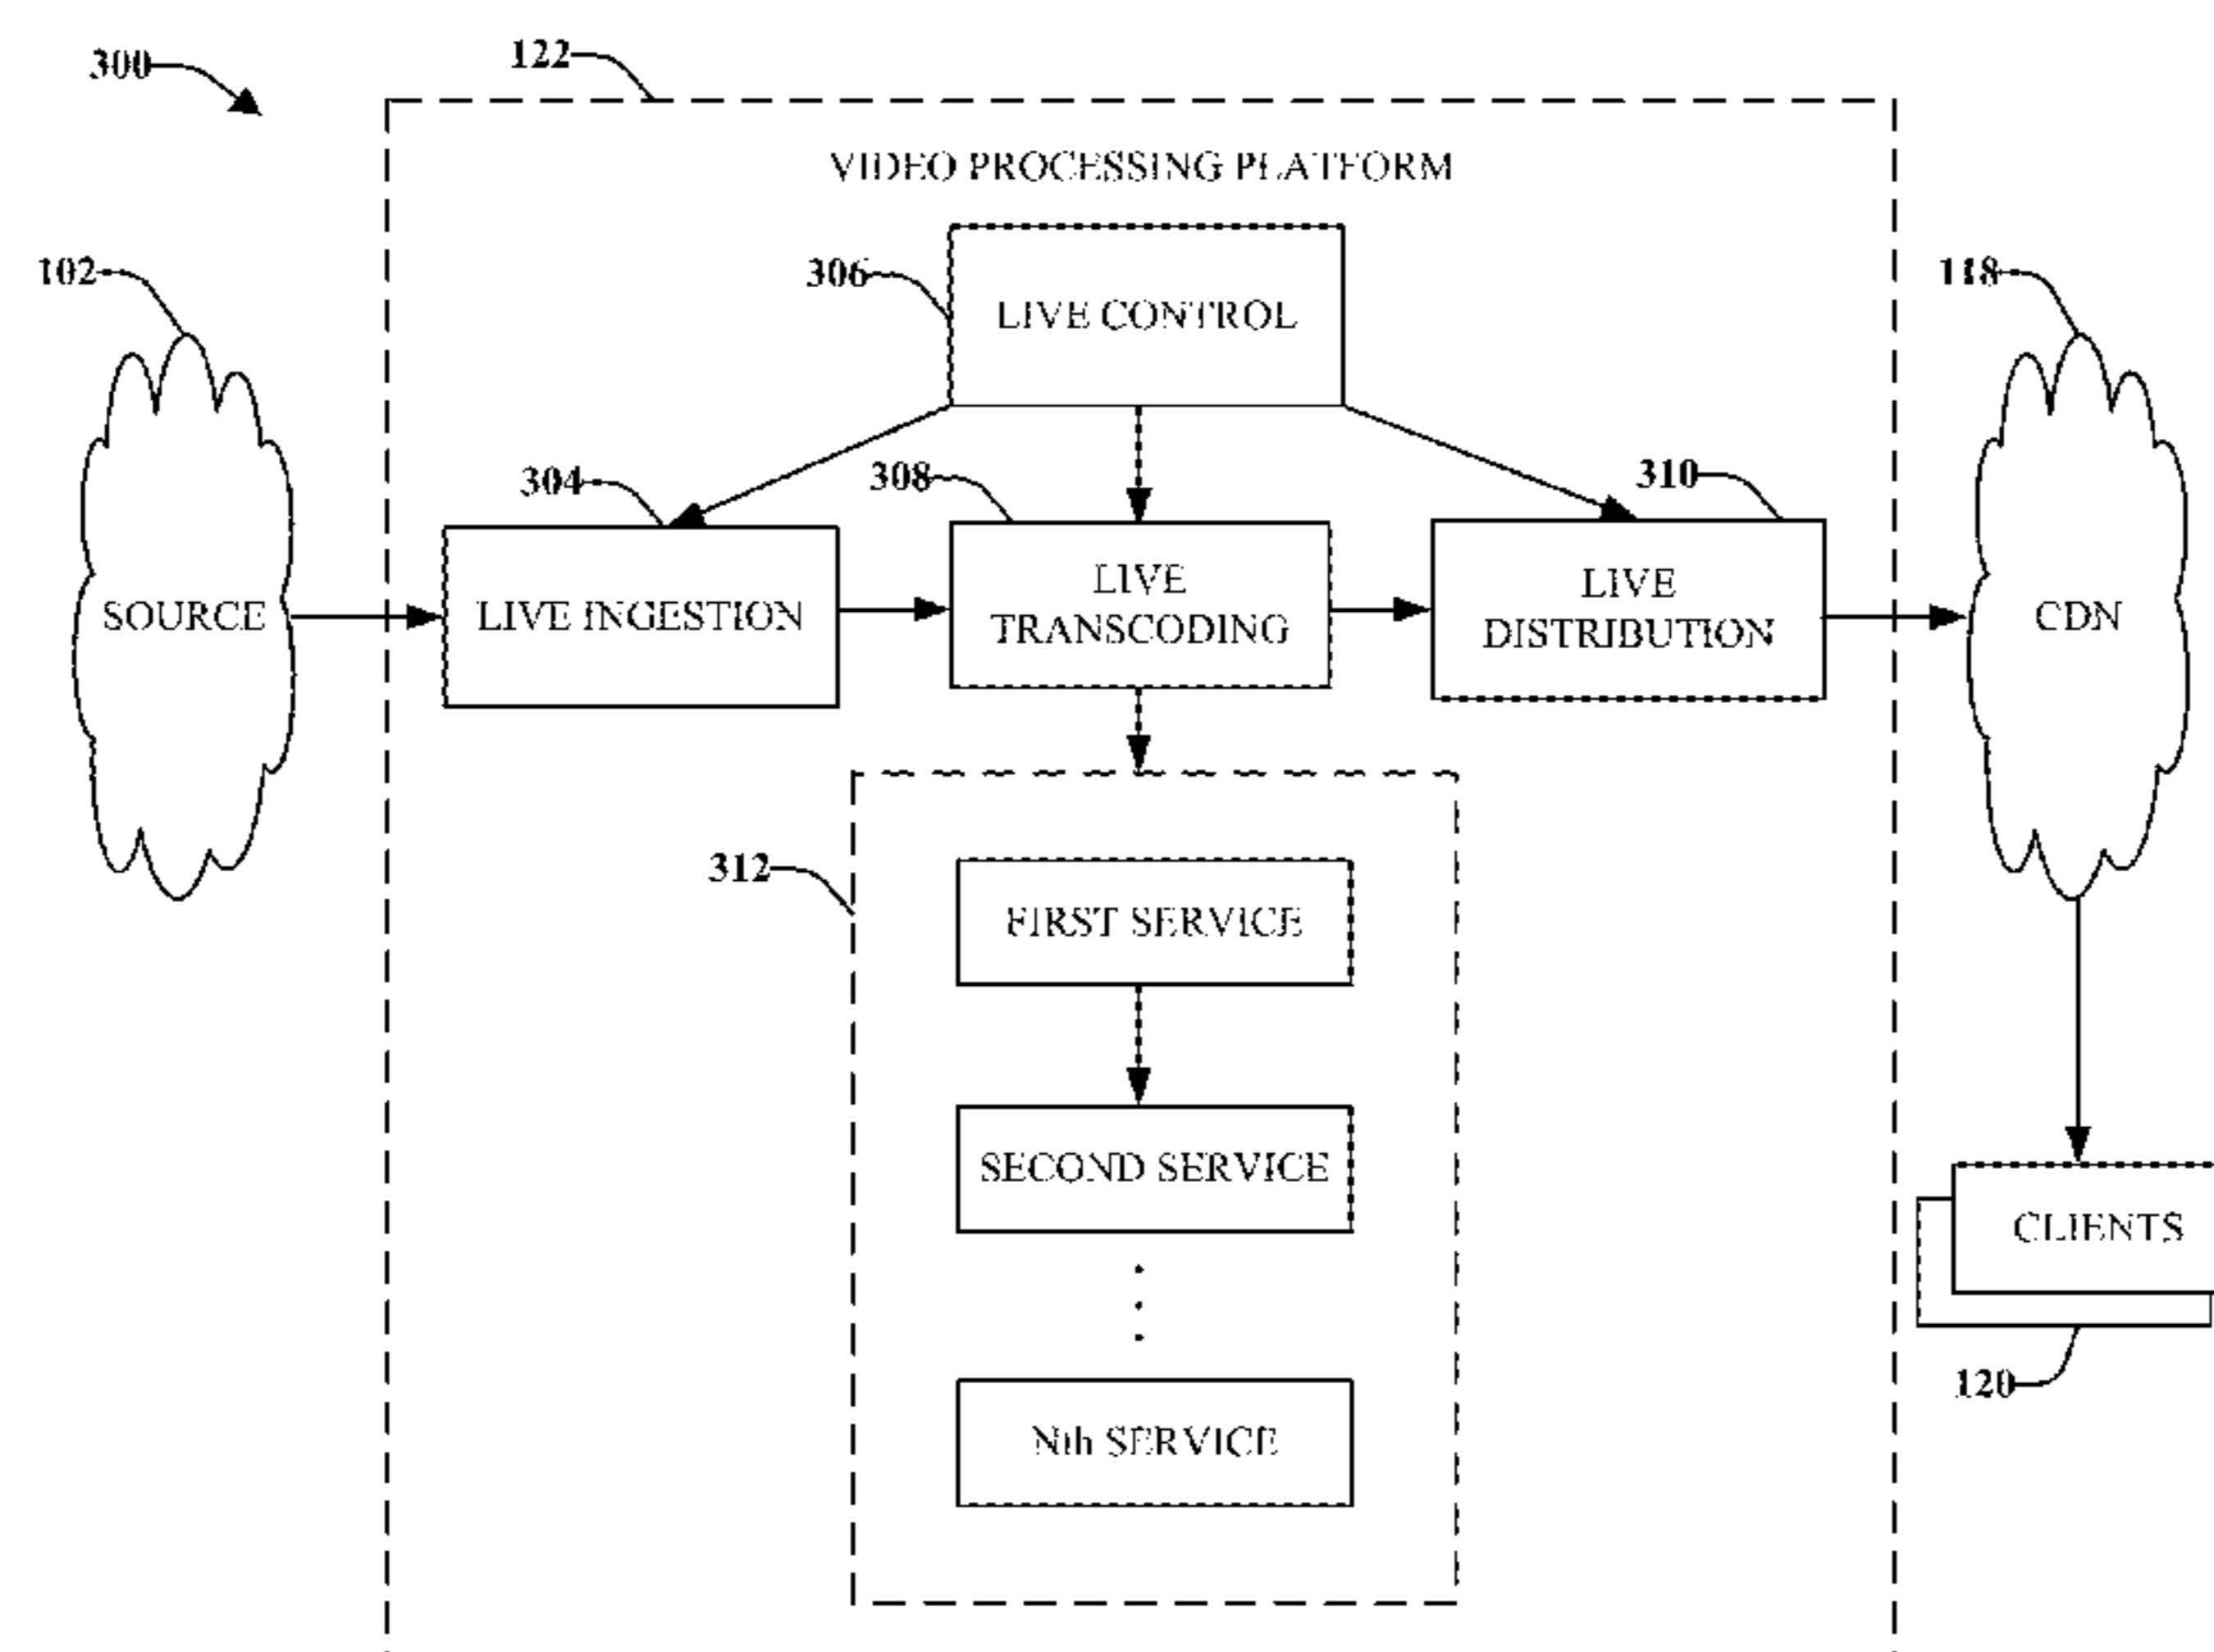 300
122
VIDEO PROCESSING PLATFORM
102
306
LIVE CONTROL
118
304
308
310
SOURCE
LIVE INGESTION
LIVE
TRANSCODING
LIVE
DISTRIBUTION
CDN
312
FIRST SERVICE
SECOND SERVICE
CLIENTS
120
Nth SERVICE